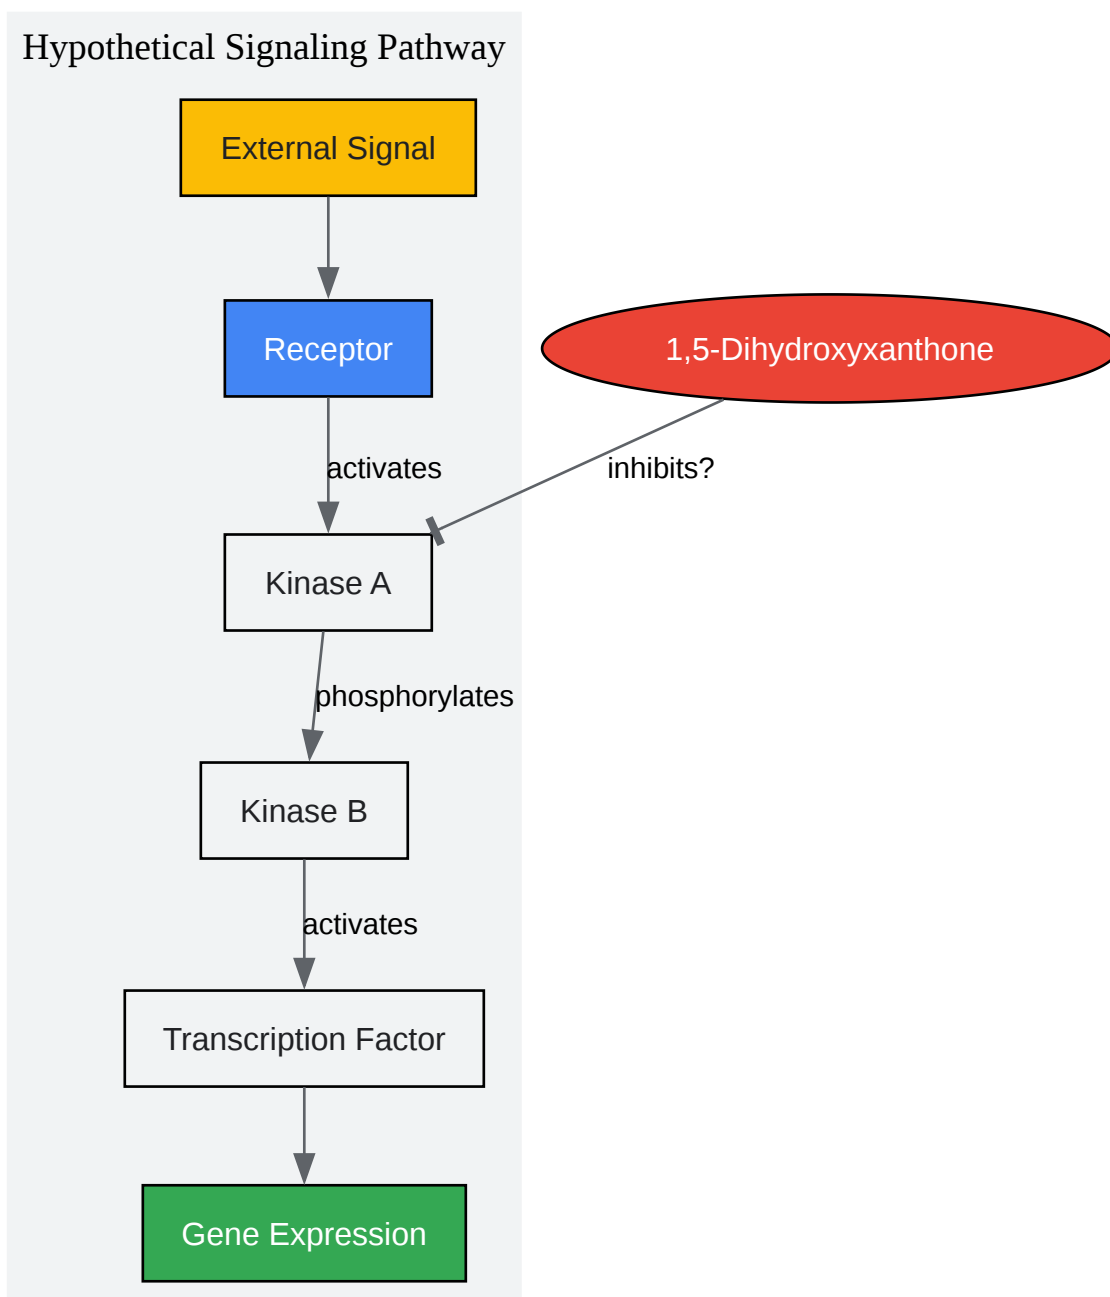 Hypothetical Signaling Pathway
External Signal
Receptor
1,5-Dihydroxyxanthone
activates
inhibits?
Kinase A
phosphorylates
Kinase B
activates
Transcription Factor
Gene Expression